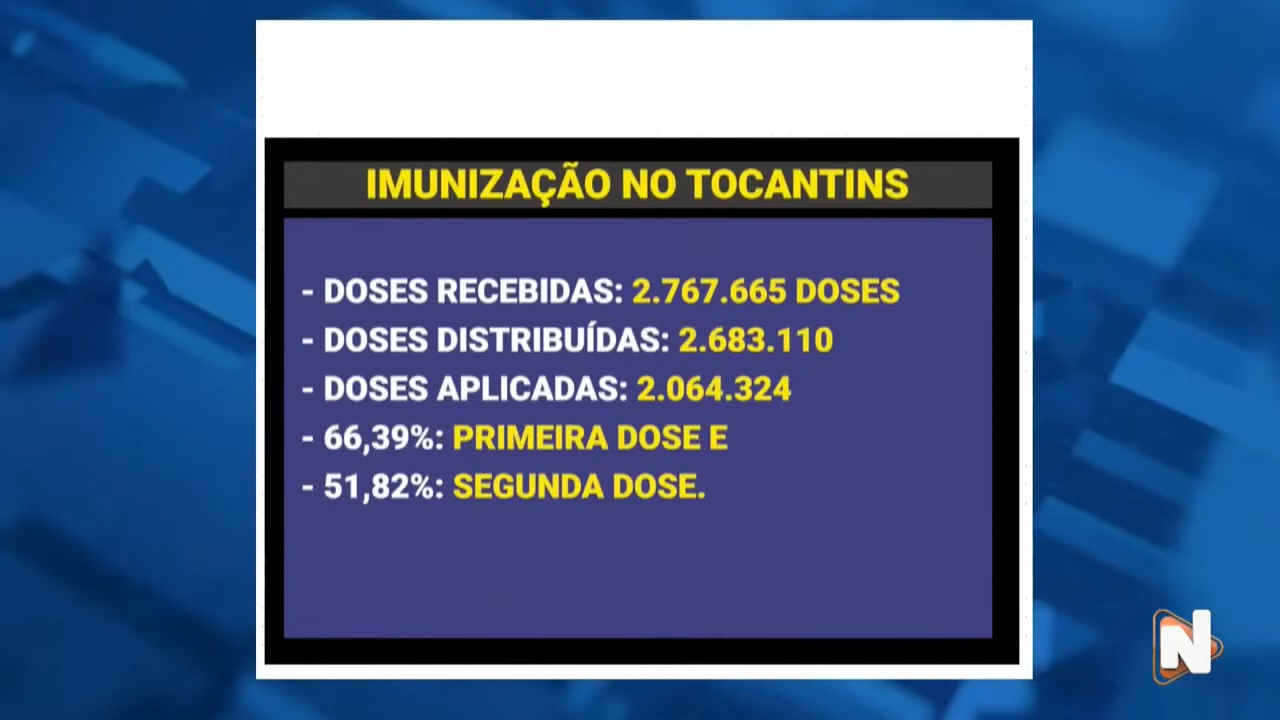 IMUNIZAÇÃO NO TOCANTINS
- DOSES RECEBIDAS: 2.767.665 DOSES
- DOSES DISTRIBUÍDAS: 2.683.110
- DOSES APLICADAS: 2.064.324
- 66,39%: PRIMEIRA DOSE E
- 51,82%: SEGUNDA DOSE.
N